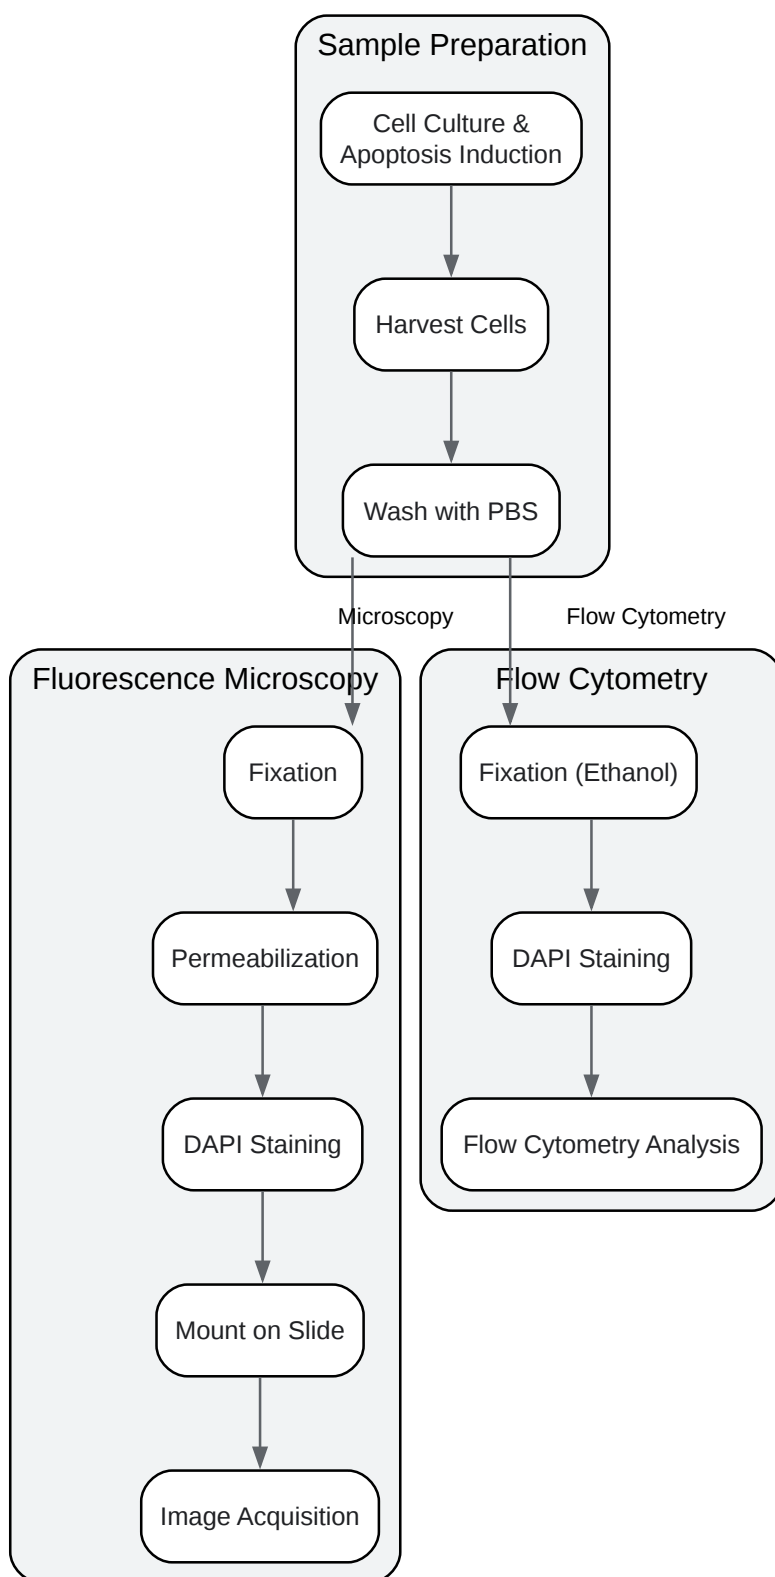 Sample Preparation
Cell Culture &
Apoptosis Induction
Harvest Cells
Wash with PBS
Microscopy
Flow Cytometry
Fluorescence Microscopy
Fixation
Permeabilization
DAPI Staining
Mount on Slide
Image Acquisition
Flow Cytometry
Fixation (Ethanol)
DAPI Staining
Flow Cytometry Analysis